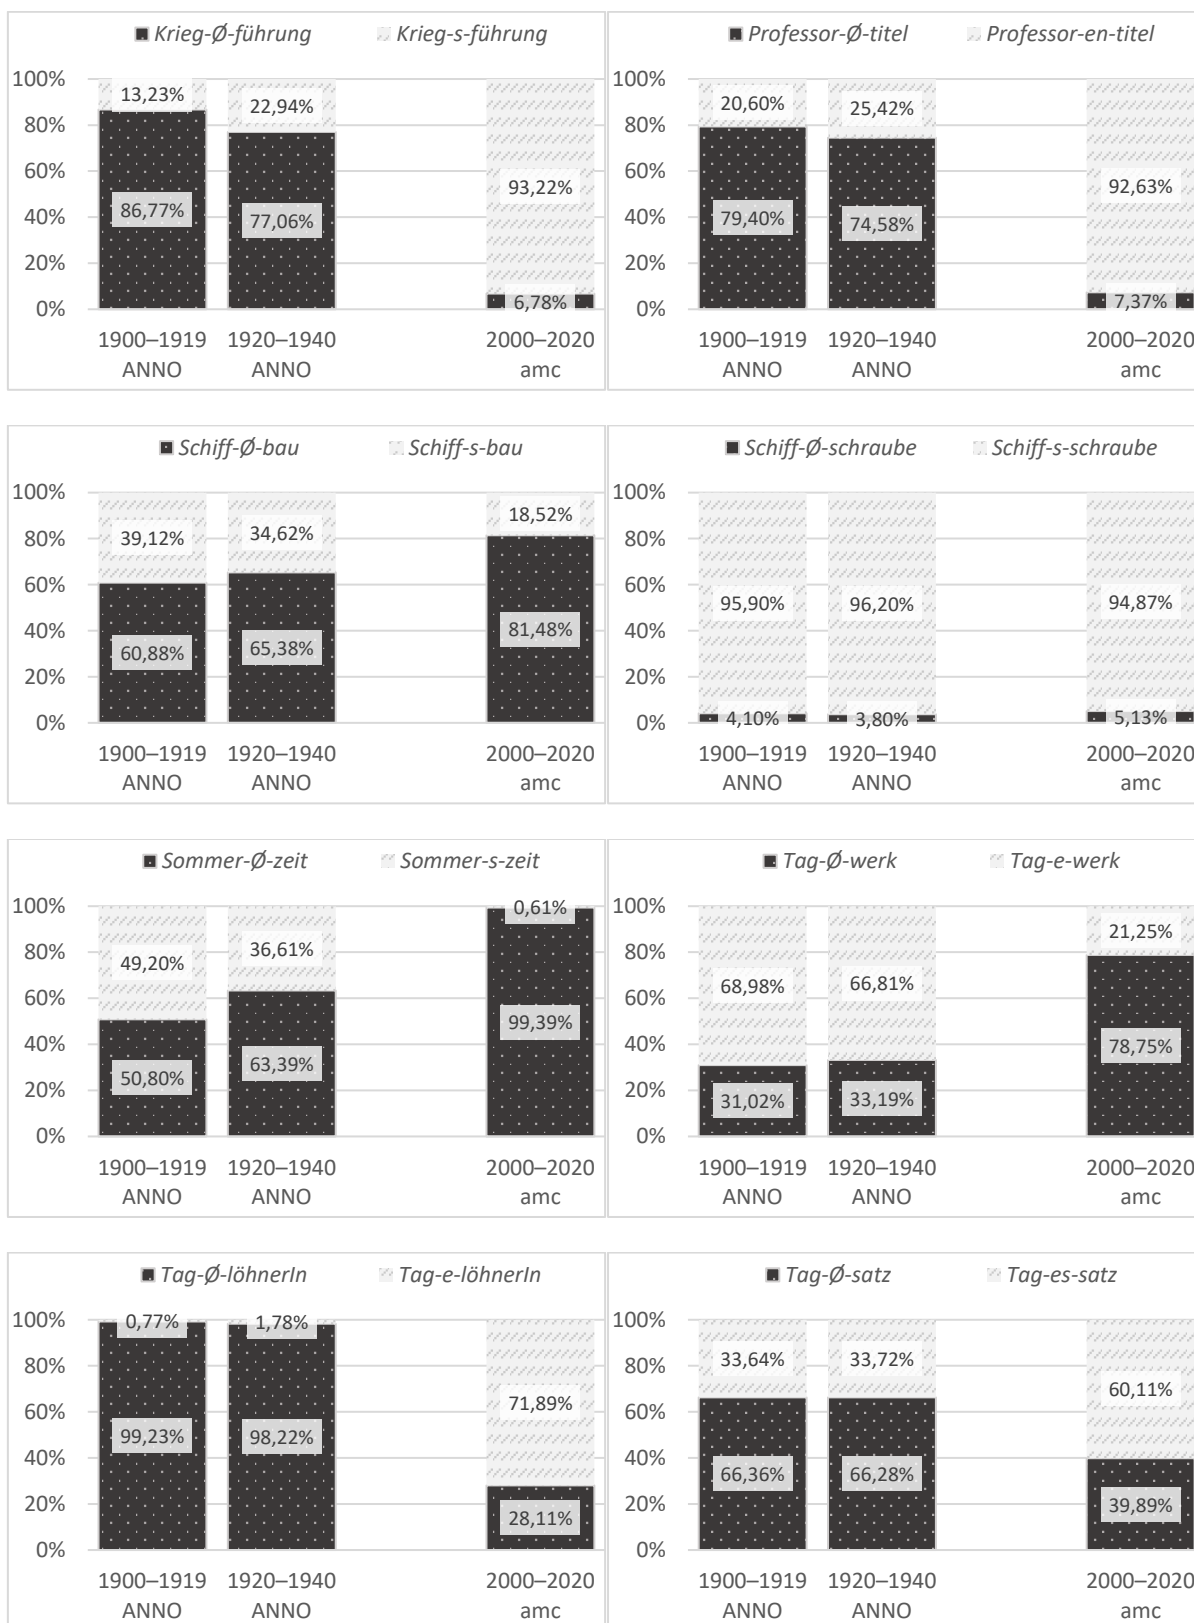 Krieg-Ø-führung Krieg-s-führung
100%
80%
60%
40%
20%
0%
13,23% 22,94% 93,22%
86,77% 77,06% 6,78%
1900–1919 1920–1940 2000–2020
ANNO ANNO amc
Professor-Ø-titel Professor-en-titel
100%
80%
60%
40%
20%
0%
20,60% 25,42% 92,63%
79,40% 74,58% 7,37%
1900–1919 1920–1940 2000–2020
ANNO ANNO amc
Schiff-Ø-bau Schiff-s-bau
100%
80%
60%
40%
20%
0%
39,12% 34,62% 18,52%
60,88% 65,38% 81,48%
1900–1919 1920–1940 2000–2020
ANNO ANNO amc
Schiff-Ø-schraube Schiff-s-schraube
100%
80%
60%
40%
20%
0%
95,90% 96,20% 94,87%
4,10% 3,80% 5,13%
1900–1919 1920–1940 2000–2020
ANNO ANNO amc
Sommer-Ø-zeit Sommer-s-zeit
100%
80%
60%
40%
20%
0%
49,20% 36,61% 0,61%
50,80% 63,39% 99,39%
1900–1919 1920–1940 2000–2020
ANNO ANNO amc
Tag-Ø-werk Tag-e-werk
100%
80%
60%
40%
20%
0%
68,98% 66,81% 21,25%
31,02% 33,19% 78,75%
1900–1919 1920–1940 2000–2020
ANNO ANNO amc
Tag-Ø-löhnerIn Tag-e-löhnerIn
100%
80%
60%
40%
20%
0%
0,77% 1,78% 71,89%
99,23% 98,22% 28,11%
1900–1919 1920–1940 2000–2020
ANNO ANNO amc
Tag-Ø-satz Tag-es-satz
100%
80%
60%
40%
20%
0%
33,64% 33,72% 60,11%
66,36% 66,28% 39,89%
1900–1919 1920–1940 2000–2020
ANNO ANNO amc